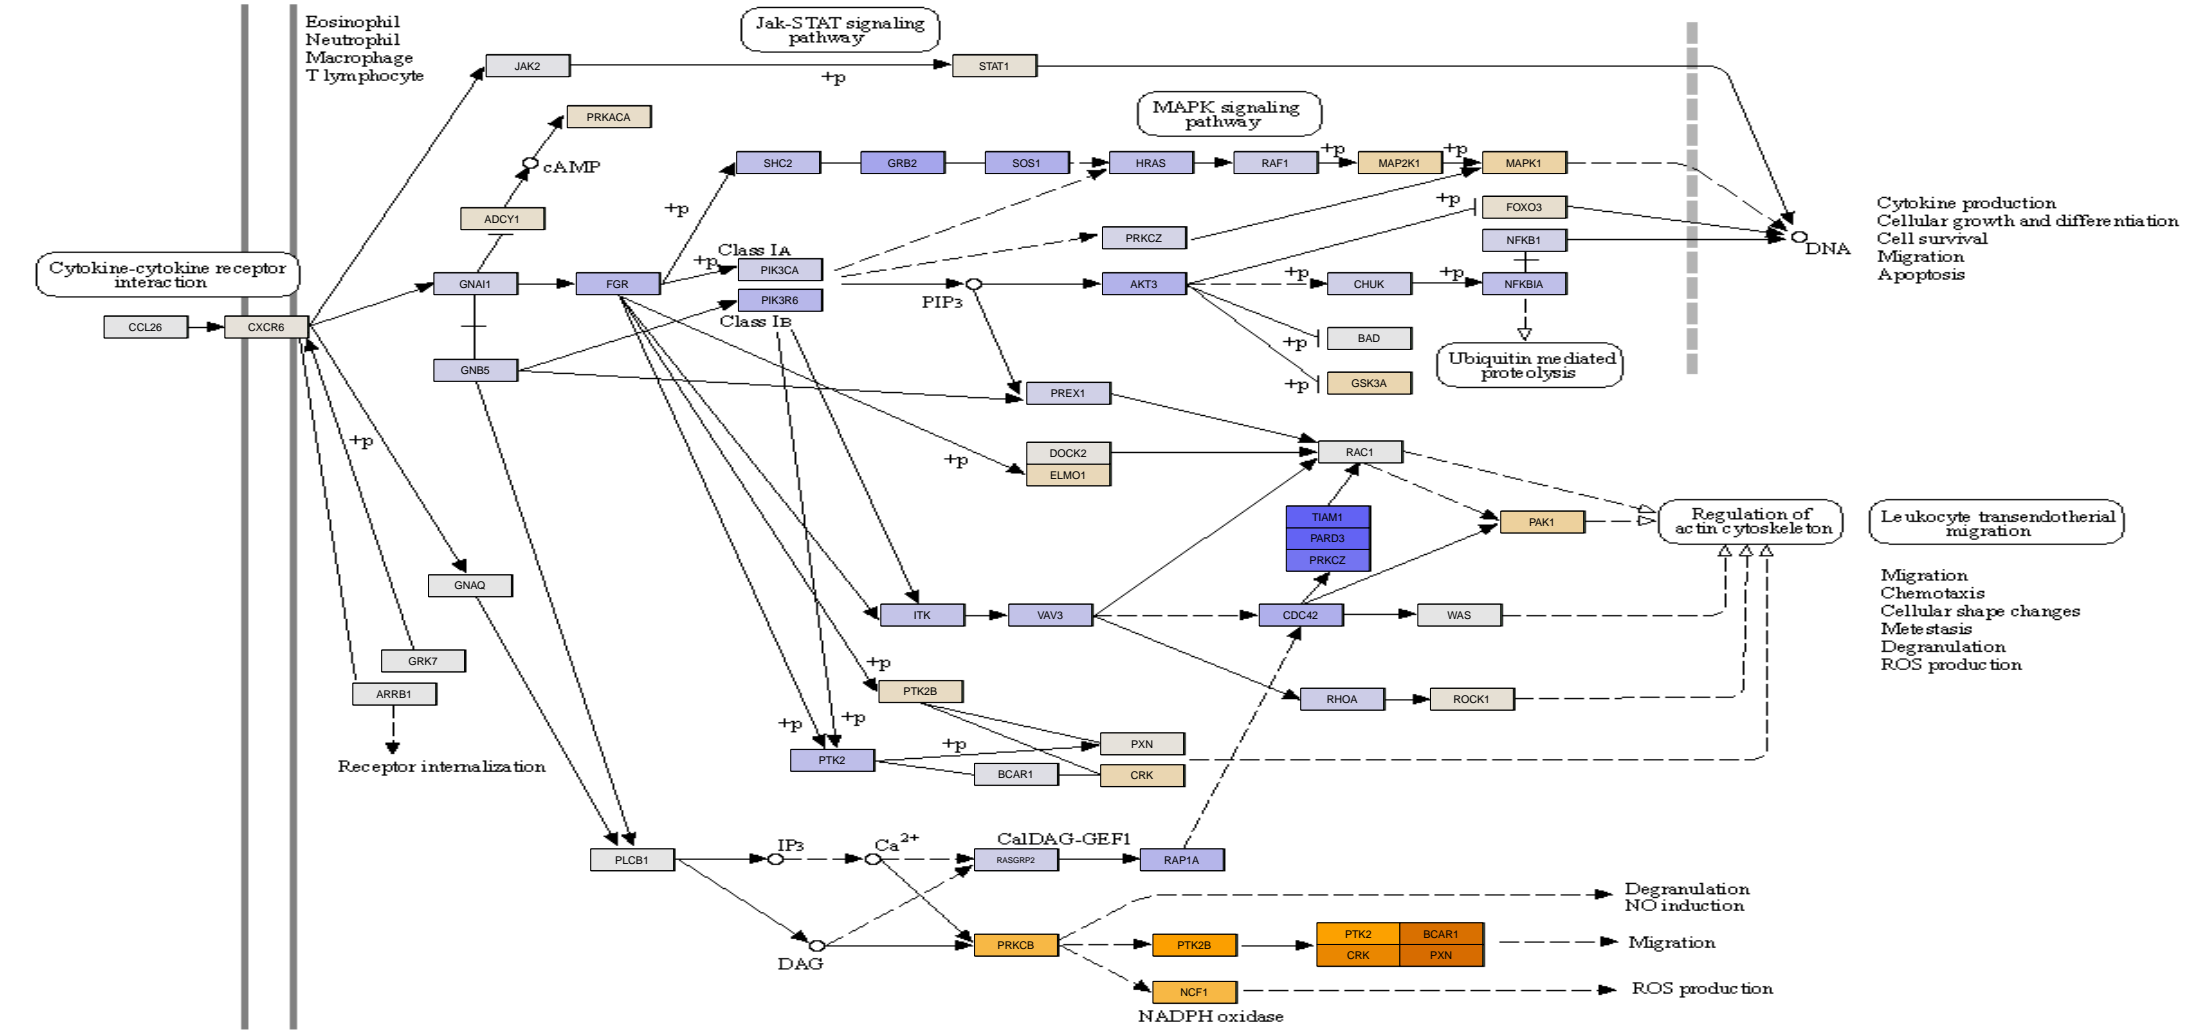 Eosinophil
Neutrophil
Macrophage
T lymphocyte
Jak-STAT signaling
pathway
JAK2
+p
STAT1
PRKACA
cAMP
ADCY1
MAPK signaling
pathway
SHC2
GRB2
SOS1
HRAS
RAF1
+p
MAP2K1
+p
MAPK1
+p
+p
FOXO3
PRKCZ
NFKB1
DNA
Cytokine production
Cellular growth and differentiation
Cell survival
Migration
Apoptosis
Cytokine-cytokine receptor
interaction
CCL26
CXCR6
GNAI1
FGR
+p
Class IA
PIK3CA
PIK3R6
Class IB
PIP3
AKT3
+p
CHUK
+p
NFKBIA
+p
BAD
+p
GSK3A
Ubiquitin mediated
proteolysis
GNB5
PREX1
+p
+p
DOCK2
ELMO1
RAC1
TIAM1
PARD3
PRKCZ
PAK1
Regulation of
actin cytoskeleton
Leukocyte transendotherial
migration
Migration
Chemotaxis
Cellular shape changes
Metestasis
Degranulation
ROS production
GNAQ
ITK
VAV3
CDC42
WAS
GRK7
ARRB1
Receptor internalization
+p
PTK2B
+p
+p
RHOA
ROCK1
PTK2
+p
PXN
BCAR1
CRK
PLCB1
IP3
Ca2+
CalDAG-GEF1
RASGRP2
RAP1A
DAG
PRKCB
Degranulation
NO induction
PTK2B
PTK2
BCAR1
CRK
PXN
Migration
NCF1
NADPH oxidase
ROS production